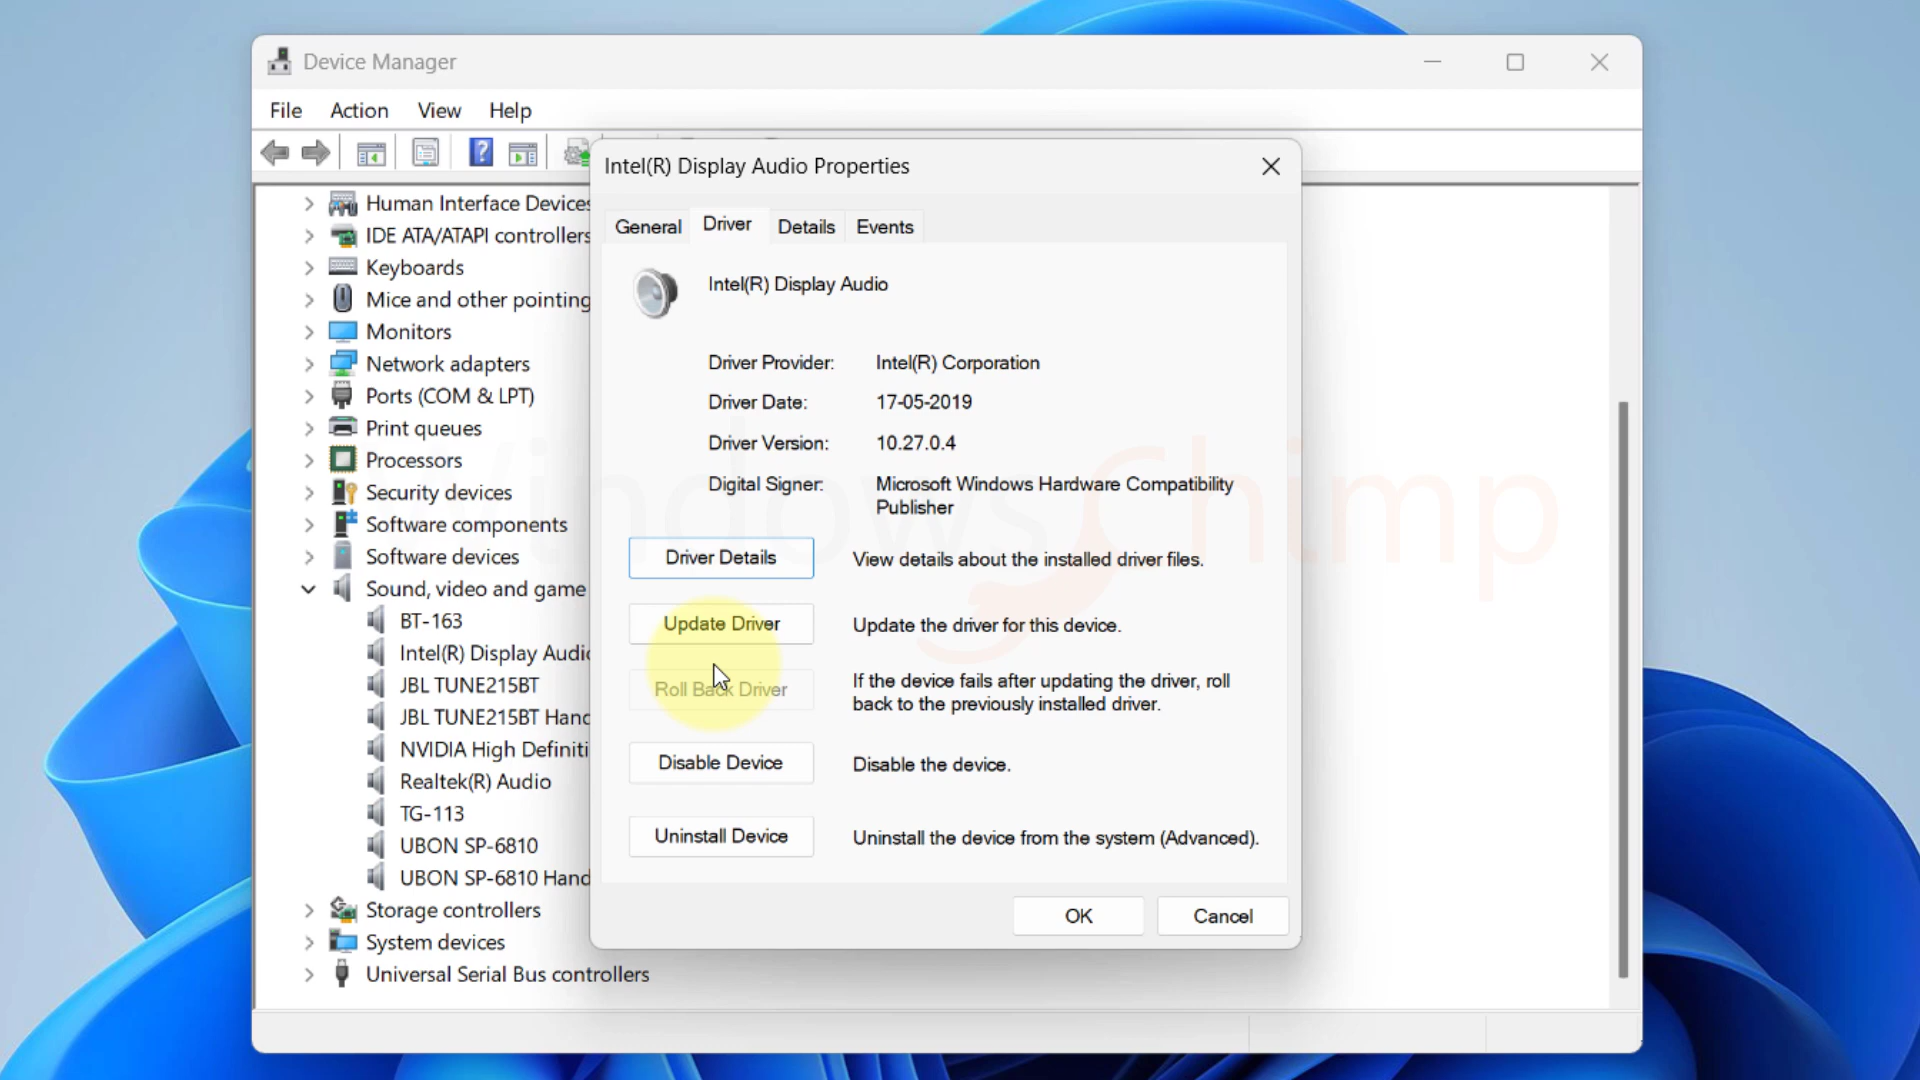 Device Manager
File Action View Help
Human Interface Devices
IDE ATA/ATAPI controllers
Keyboards
Mice and other pointing
Monitors
Network adapters
Ports (COM & LPT)
Print queues
Processors
Security devices
Software components
Software devices
Sound, video and game
BT-163
Intel(R) Display Audio
JBL TUNE215BT
JBL TUNE215BT Hand
NVIDIA High Definiti
Realtek(R) Audio
TG-113
UBON SP-6810
UBON SP-6810 Hand
Storage controllers
System devices
Universal Serial Bus controllers
Intel(R) Display Audio Properties
General Driver Details Events
Intel(R) Display Audio
Driver Provider: Intel(R) Corporation
Driver Date: 17-05-2019
Driver Version: 10.27.0.4
Digital Signer: Microsoft Windows Hardware Compatibility
Publisher
Driver Details View details about the installed driver files.
Update Driver Update the driver for this device.
Roll Back Driver If the device fails after updating the driver, roll
back to the previously installed driver.
Disable Device Disable the device.
Uninstall Device Uninstall the device from the system (Advanced).
OK Cancel
WindowsChimp